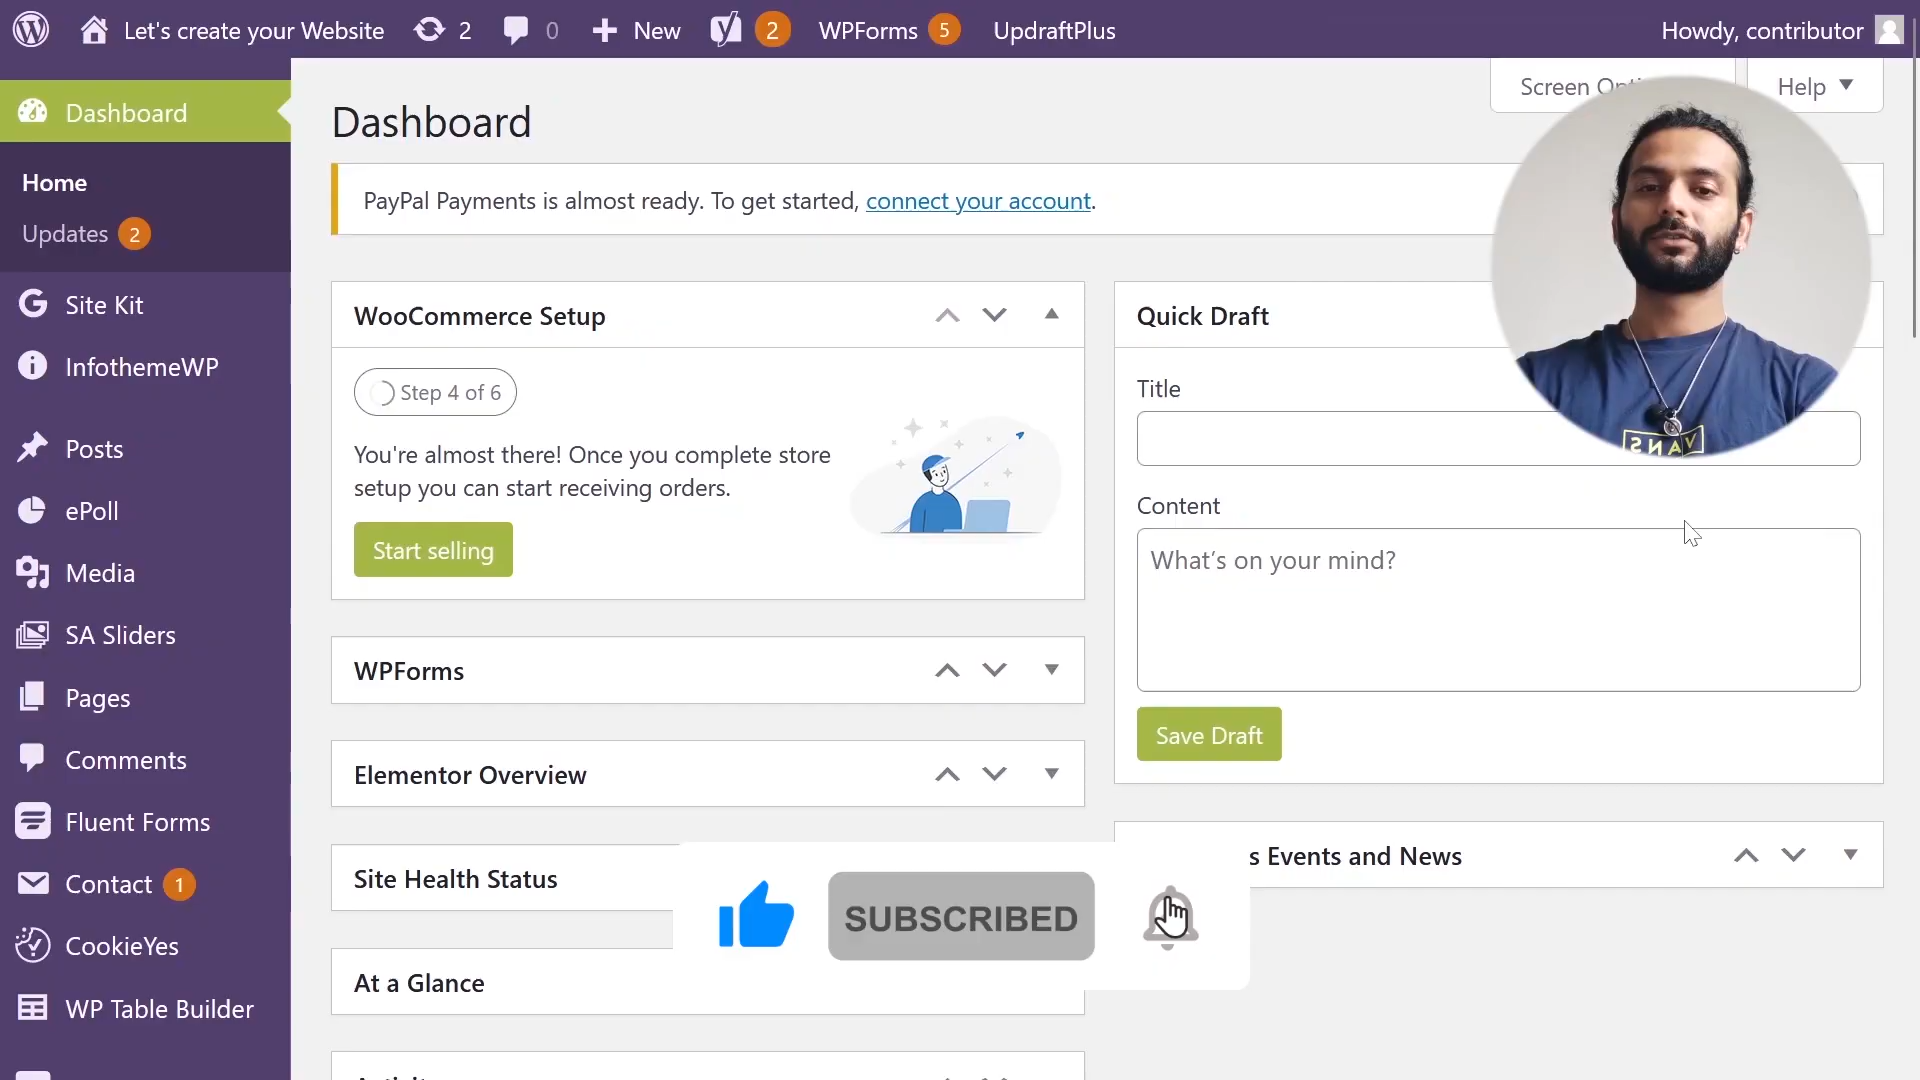 Let's create your Website
2
0
New
2
WPForms
5
UpdraftPlus
Howdy, contributor
Dashboard
Home
Updates 2
Site Kit
InfothemeWP
Posts
ePoll
Media
SA Sliders
Pages
Comments
Fluent Forms
Contact 1
CookieYes
WP Table Builder
Screen
Help
Dashboard
PayPal Payments is almost ready. To get started, connect your account.
WooCommerce Setup
Step 4 of 6
You're almost there! Once you complete store
setup you can start receiving orders.
Start selling
WPForms
Elementor Overview
Site Health Status
At a Glance
Quick Draft
Title
Content
What's on your mind?
Save Draft
s Events and News
VANS
SUBSCRIBED